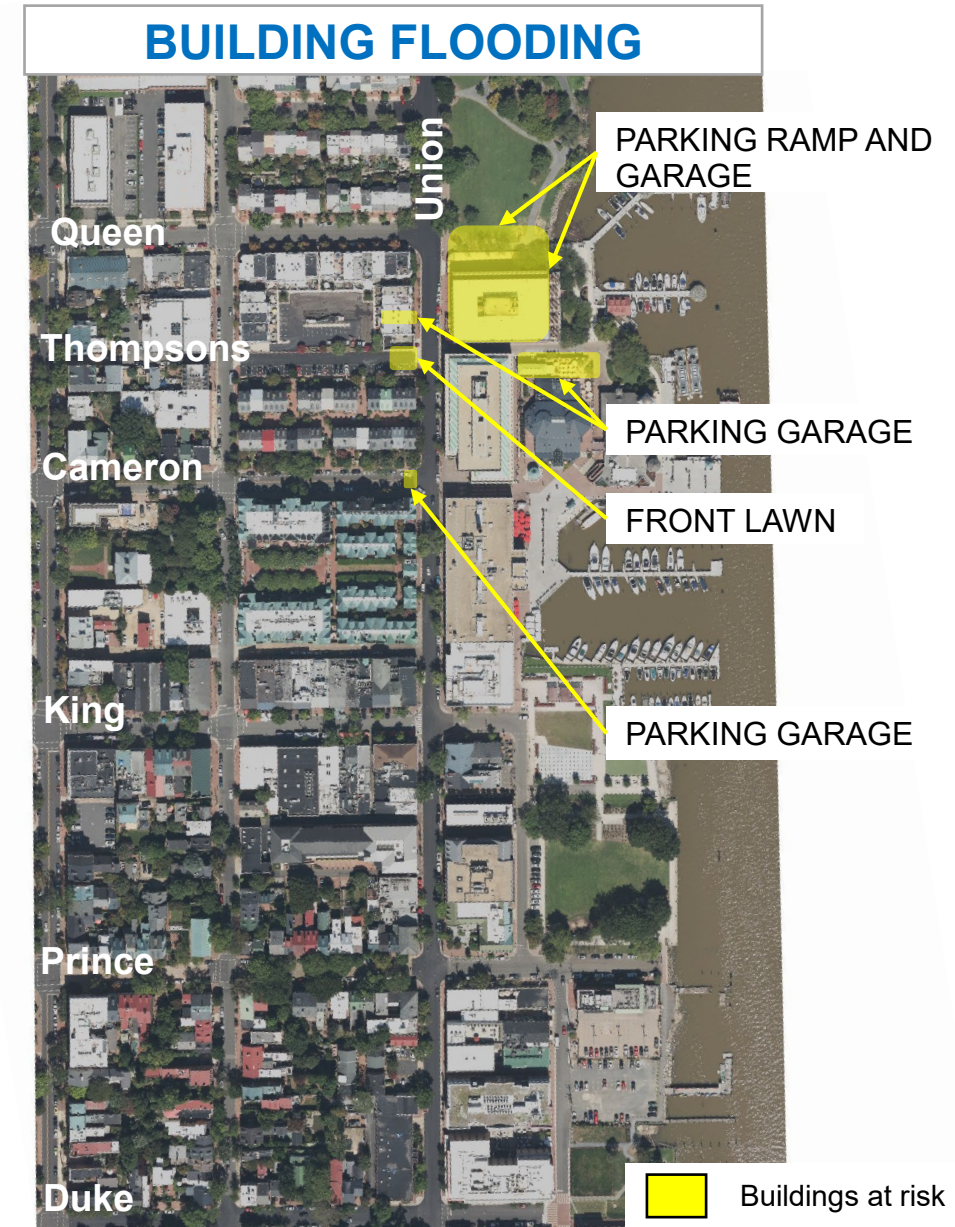 BUILDING FLOODING
Union
PARKING RAMP AND
GARAGE
Queen
Thompsons
PARKING GARAGE
Cameron
FRONT LAWN
King
PARKING GARAGE
Prince
Duke
Buildings at risk